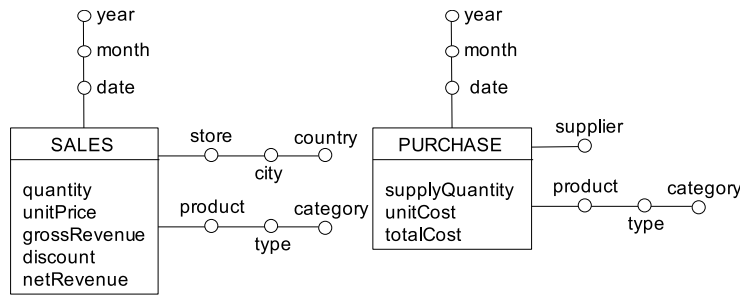 year
month
date
SALES
quantity
unitPrice
grossRevenue
discount
netRevenue
store
city
country
product
type
category
year
month
date
PURCHASE
supplyQuantity
unitCost
totalCost
supplier
product
type
category